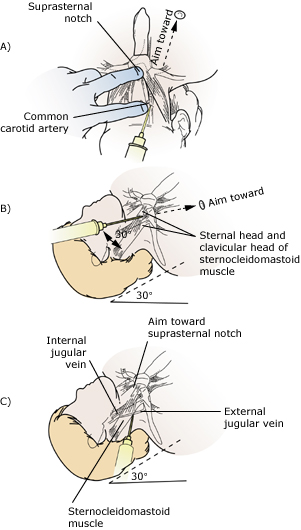 Suprasternal
notch
Aim toward
A)
Common
carotid artery
B)
Aim toward
30°
Sternal head and
clavicular head of
sternocleidomastoid
muscle
30°
Aim toward
suprasternal notch
Internal
jugular
vein
C)
External
jugular vein
30°
Sternocleidomastoid
muscle